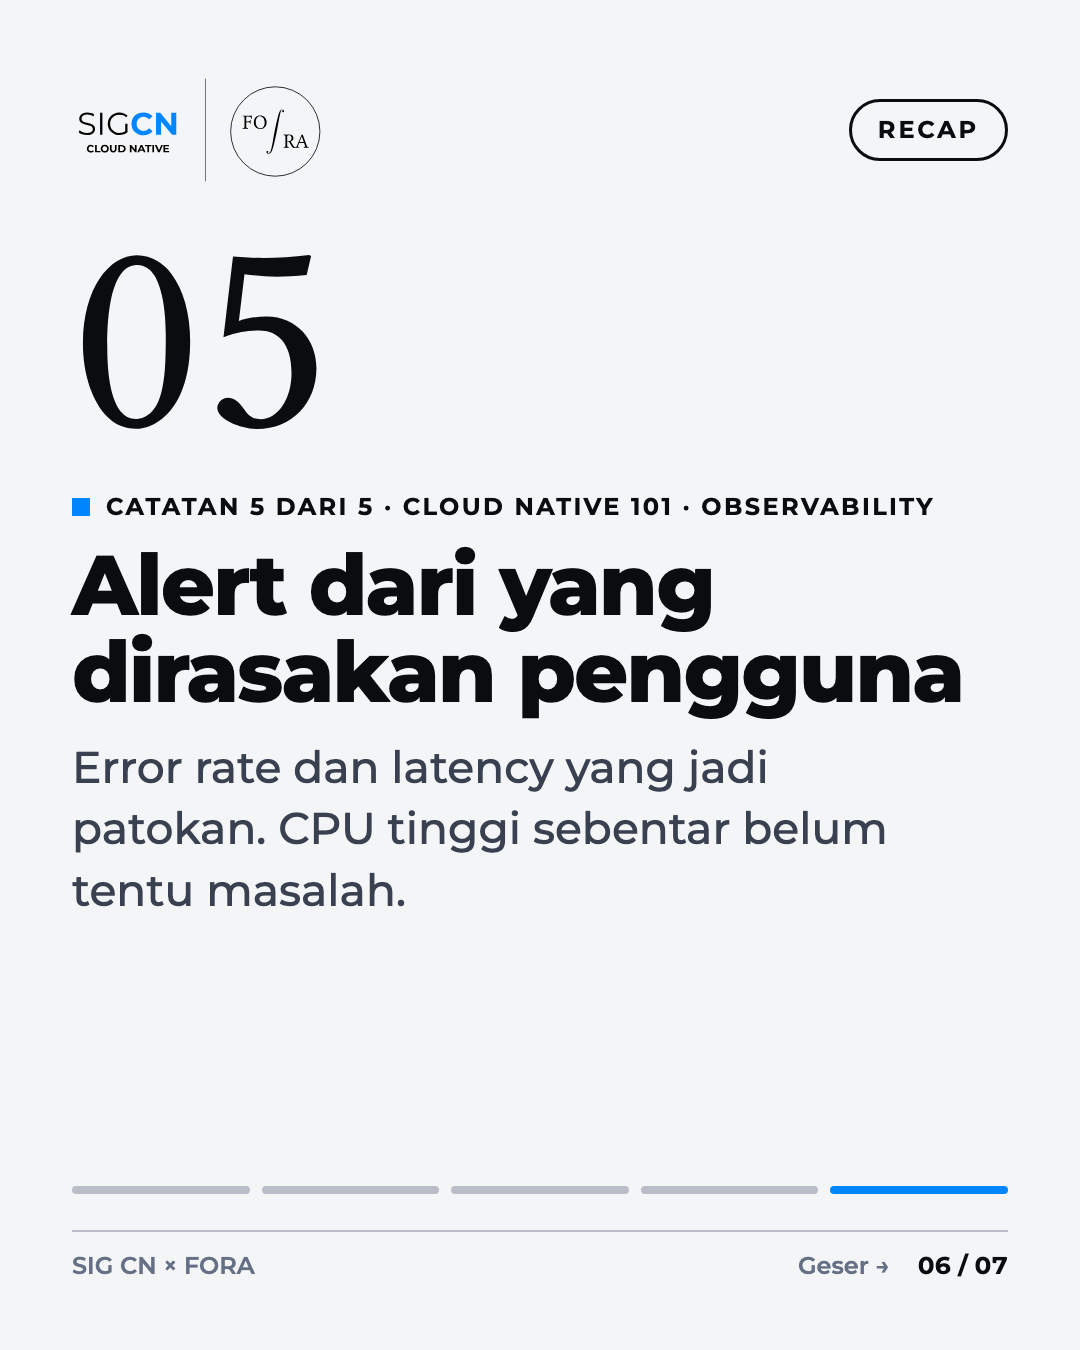 SIGCN
CLOUD NATIVE
FO
RA
RECAP
05
CATATAN 5 DARI 5 · CLOUD NATIVE 101 · OBSERVABILITY
Alert dari yang
dirasakan pengguna
Error rate dan latency yang jadi
patokan. CPU tinggi sebentar belum
tentu masalah.
SIG CN × FORA
Geser → 06 / 07